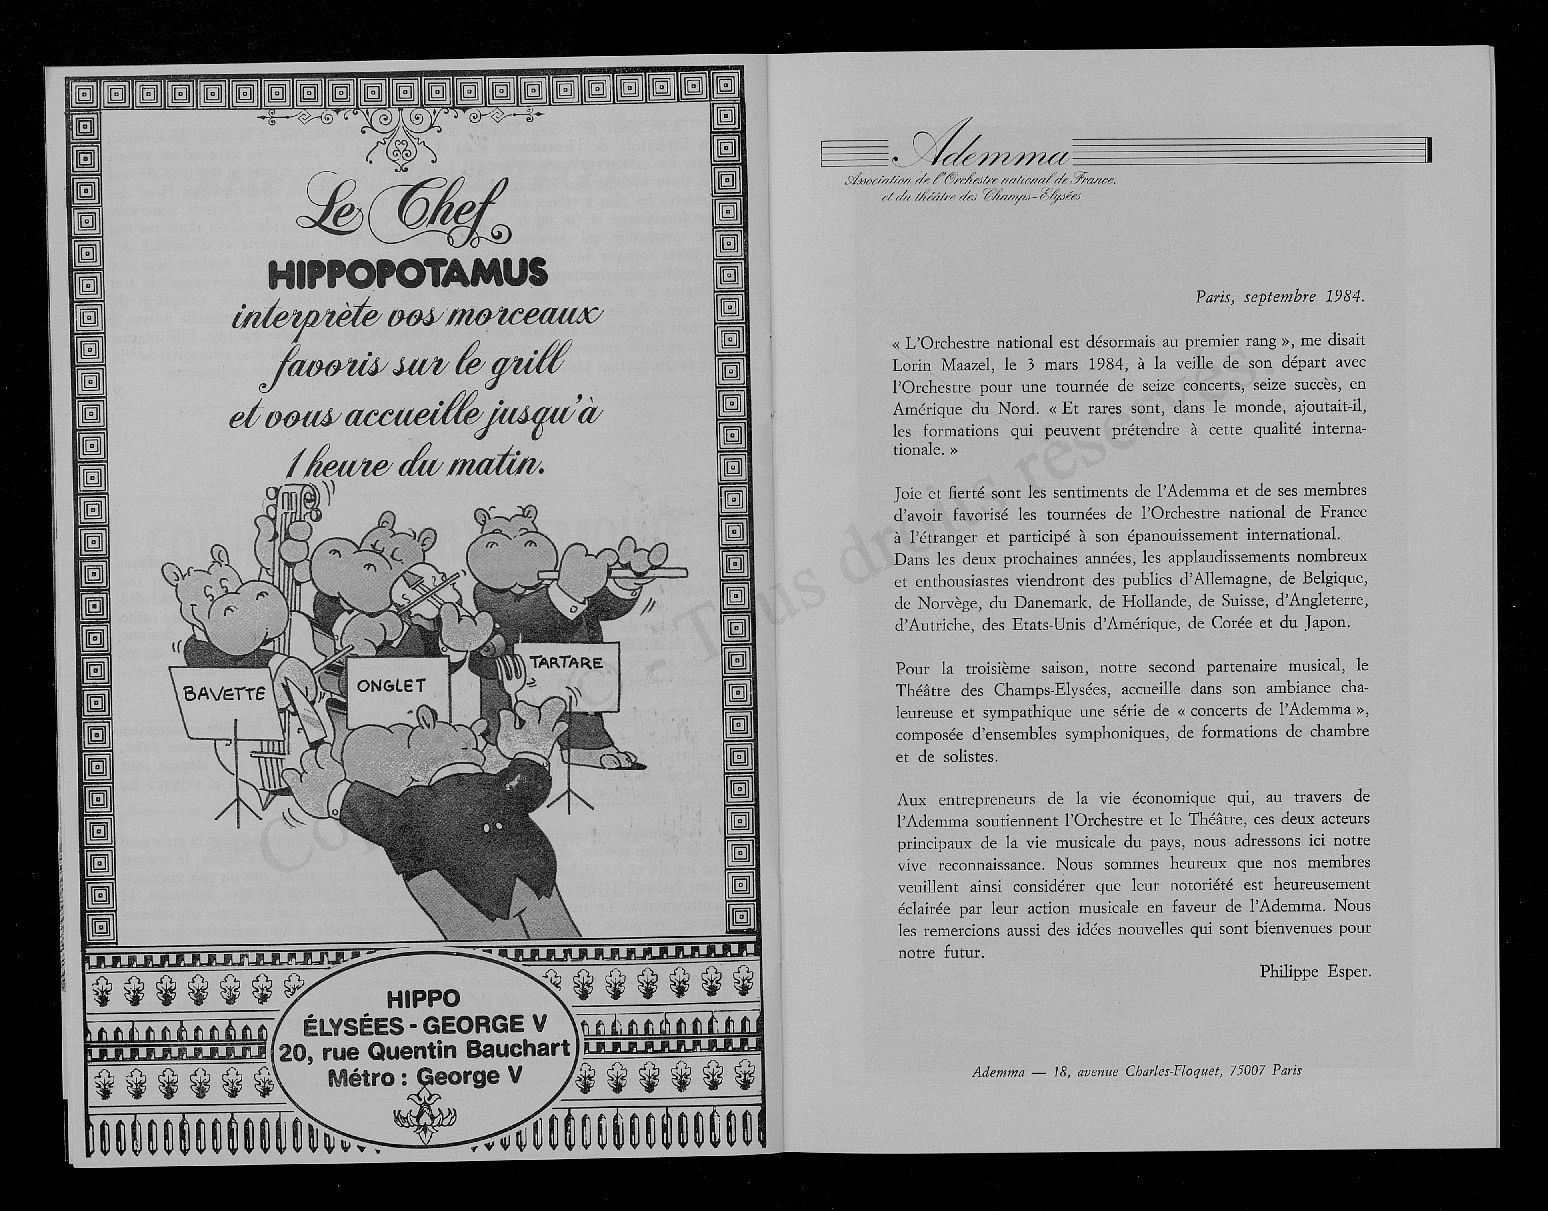 Le Chef
HIPPOPOTAMUS
interprète vos morceaux
favoris sur le grill
et vous accueille jusqu'à
1 heure du matin.
BAVETTE
ONGLET
TARTARE
HIPPO
ÉLYSÉES - GEORGE V
20, rue Quentin Bauchart
Métro : George V
Ademma
Association de l'Orchestre national de France,
et du théâtre des Champs-Elysées
Paris, septembre 1984.
« L'Orchestre national est désormais au premier rang », me disait
Lorin Maazel, le 3 mars 1984, à la veille de son départ avec
l'Orchestre pour une tournée de seize concerts, seize succès, en
Amérique du Nord. « Et rares sont, dans le monde, ajoutait-il,
les formations qui peuvent prétendre à cette qualité interna-
tionale. »
Joie et fierté sont les sentiments de l'Ademma et de ses membres
d'avoir favorisé les tournées de l'Orchestre national de France
à l'étranger et participé à son épanouissement international.
Dans les deux prochaines années, les applaudissements nombreux
et enthousiastes viendront des publics d'Allemagne, de Belgique,
de Norvège, du Danemark, de Hollande, de Suisse, d'Angleterre,
d'Autriche, des Etats-Unis d'Amérique, de Corée et du Japon.
Pour la troisième saison, notre second partenaire musical, le
Théâtre des Champs-Elysées, accueille dans son ambiance cha-
leureuse et sympathique une série de « concerts de l'Ademma »,
composée d'ensembles symphoniques, de formations de chambre
et de solistes.
Aux entrepreneurs de la vie économique qui, au travers de
l'Ademma soutiennent l'Orchestre et le Théâtre, ces deux acteurs
principaux de la vie musicale du pays, nous adressons ici notre
vive reconnaissance. Nous sommes heureux que nos membres
veuillent ainsi considérer que leur notoriété est heureusement
éclairée par leur action musicale en faveur de l'Ademma. Nous
les remercions aussi des idées nouvelles qui sont bienvenues pour
notre futur.
Philippe Esper.
Ademma — 18, avenue Charles-Floquet, 75007 Paris
© - Tous droits réservés